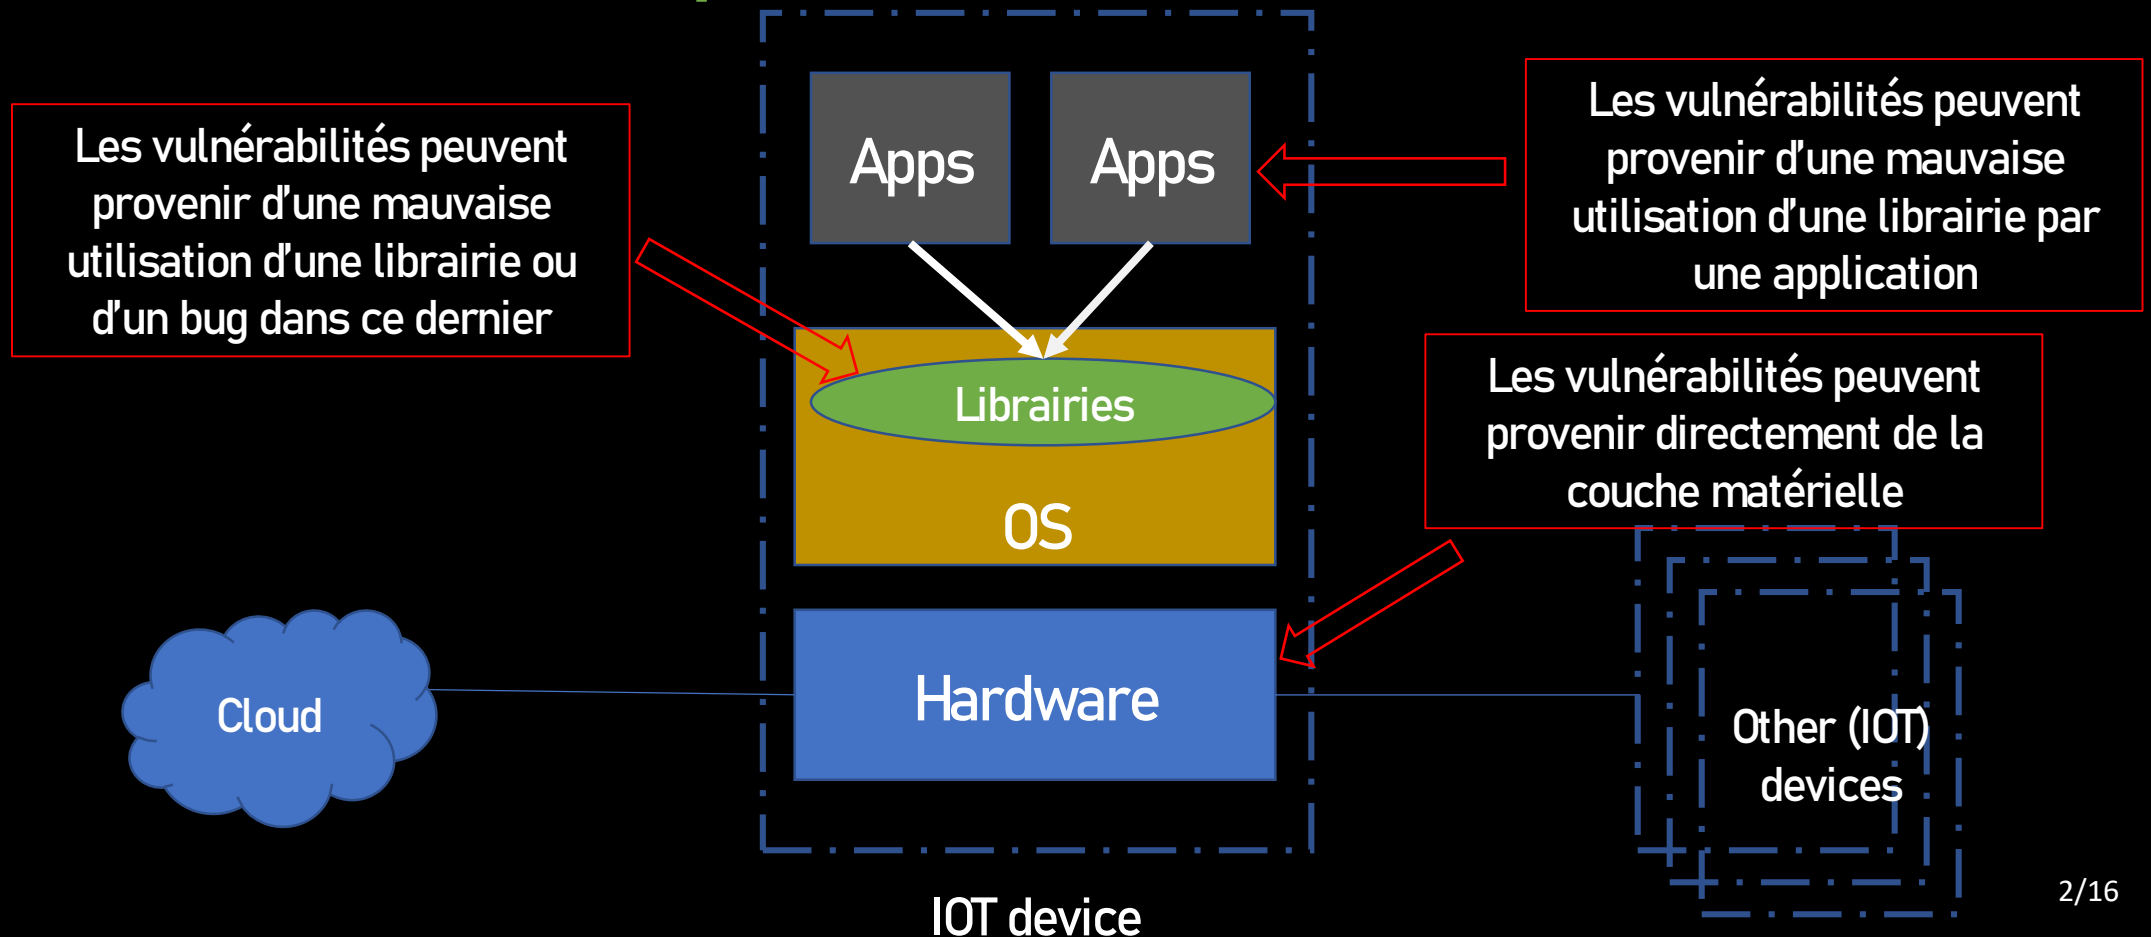 Les vulnérabilités peuvent
provenir d'une mauvaise
utilisation d'une librairie ou
d'un bug dans ce dernier
Apps
Apps
Les vulnérabilités peuvent
provenir d'une mauvaise
utilisation d'une librairie par
une application
Librairies
OS
Les vulnérabilités peuvent
provenir directement de la
couche matérielle
Cloud
Hardware
Other (IOT)
devices
IOT device
2/16